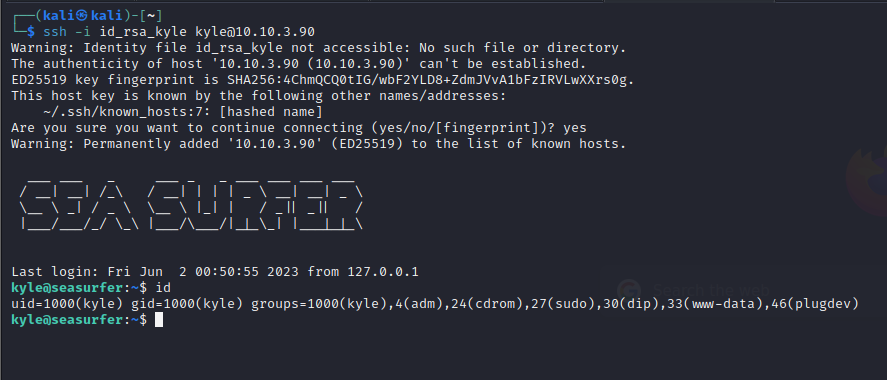 ┌──(kali㉿kali)-[~]
└─$ ssh -i id_rsa_kyle kyle@10.10.3.90
Warning: Identity file id_rsa_kyle not accessible: No such file or directory.
The authenticity of host '10.10.3.90 (10.10.3.90)' can't be established.
ED25519 key fingerprint is SHA256:4ChmQCQ0tIG/wbF2YLD8+ZdmJVvA1bFzIRVLwXXrs0g.
This host key is known by the following other names/addresses:
    ~/.ssh/known_hosts:7: [hashed name]
Are you sure you want to continue connecting (yes/no/[fingerprint])? yes
Warning: Permanently added '10.10.3.90' (ED25519) to the list of known hosts.
SEA SURFER
Last login: Fri Jun  2 00:50:55 2023 from 127.0.0.1
kyle@seasurfer:~$ id
uid=1000(kyle) gid=1000(kyle) groups=1000(kyle),4(adm),24(cdrom),27(sudo),30(dip),33(www-data),46(plugdev)
kyle@seasurfer:~$